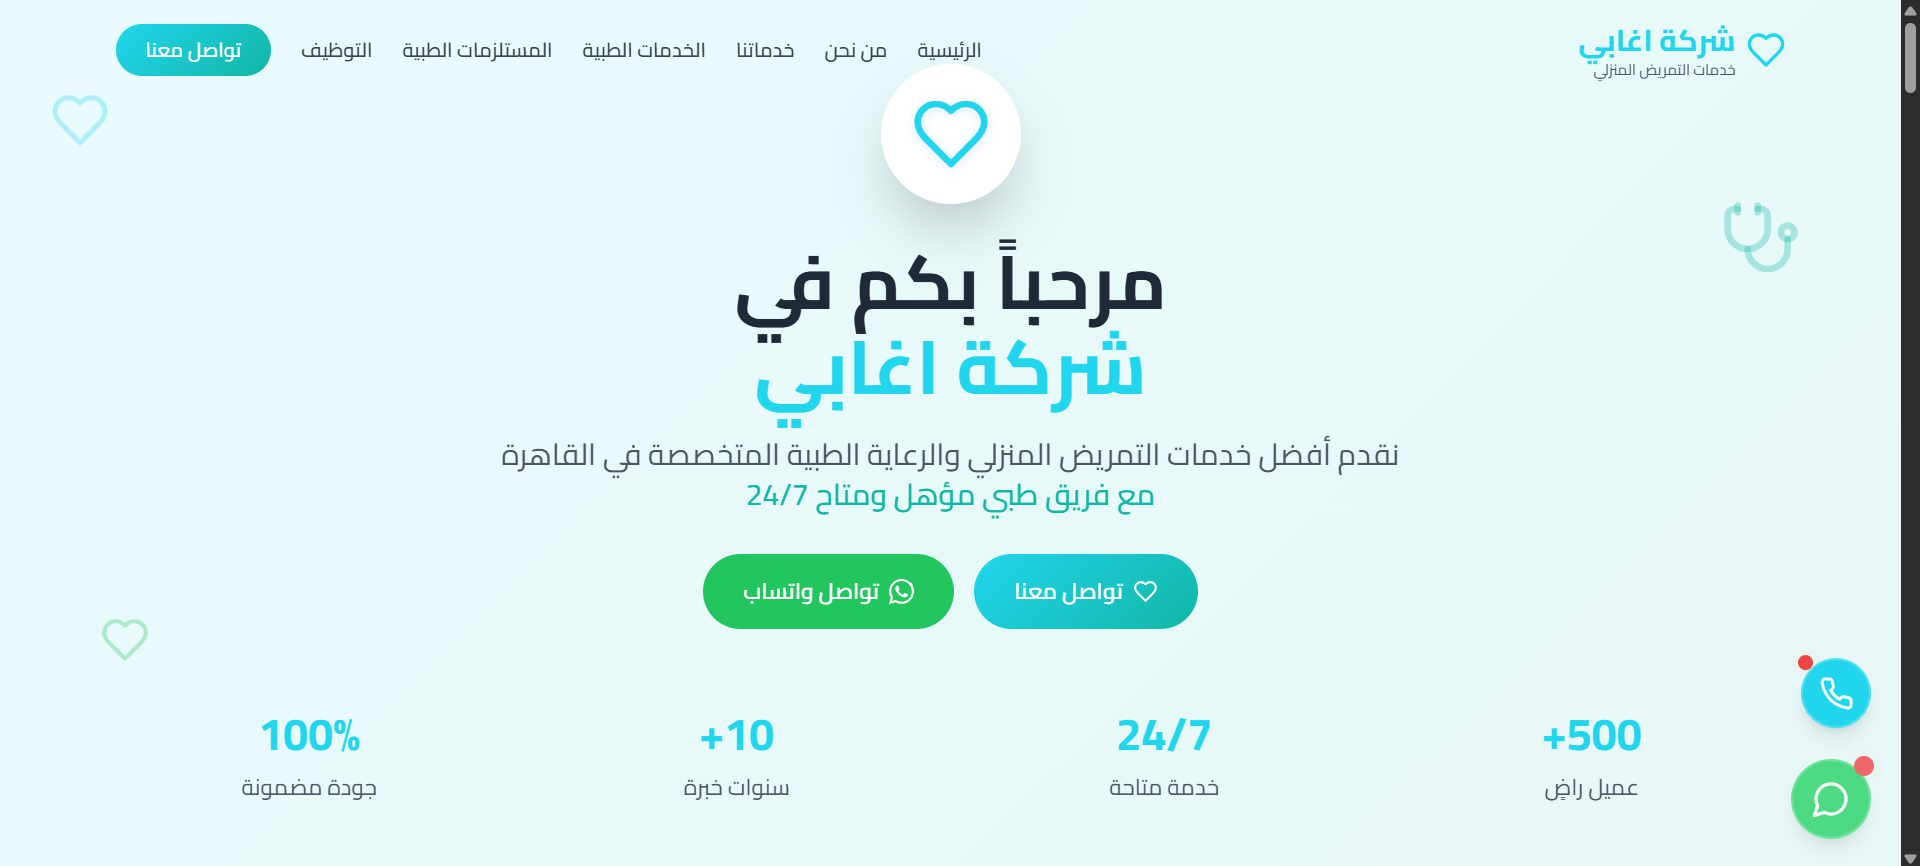 شركة اغابي
خدمات التمريض المنزلي
الرئيسية
من نحن
خدماتنا
الخدمات الطبية
المستلزمات الطبية
التوظيف
تواصل معنا
مرحباً بكم في
شركة اغابي
نقدم أفضل خدمات التمريض المنزلي والرعاية الطبية المتخصصة في القاهرة
مع فريق طبي مؤهل ومتاح 24/7
تواصل معنا
تواصل واتساب
+500
عميل راضٍ
24/7
خدمة متاحة
+10
سنوات خبرة
100%
جودة مضمونة